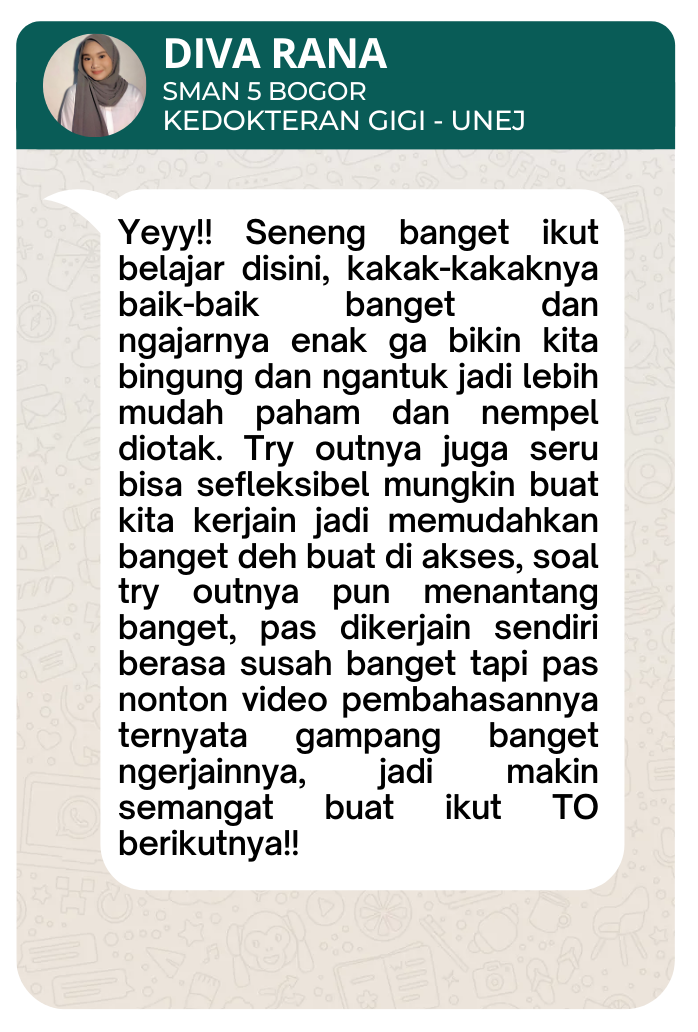 DIVA RANA
SMAN 5 BOGOR
KEDOKTERAN GIGI - UNEJ
Yeyy!! Seneng banget ikut
belajar disini, kakak-kakaknya
baik-baik banget dan
ngajarnya enak ga bikin kita
bingung dan ngantuk jadi lebih
mudah paham dan nempel
diotak. Try outnya juga seru
bisa sefleksibel mungkin buat
kita kerjain jadi memudahkan
banget deh buat di akses, soal
try outnya pun menantang
banget, pas dikerjain sendiri
berasa susah banget tapi pas
nonton video pembahasannya
ternyata gampang banget
ngerjainnya, jadi makin
semangat buat ikut TO
berikutnya!!